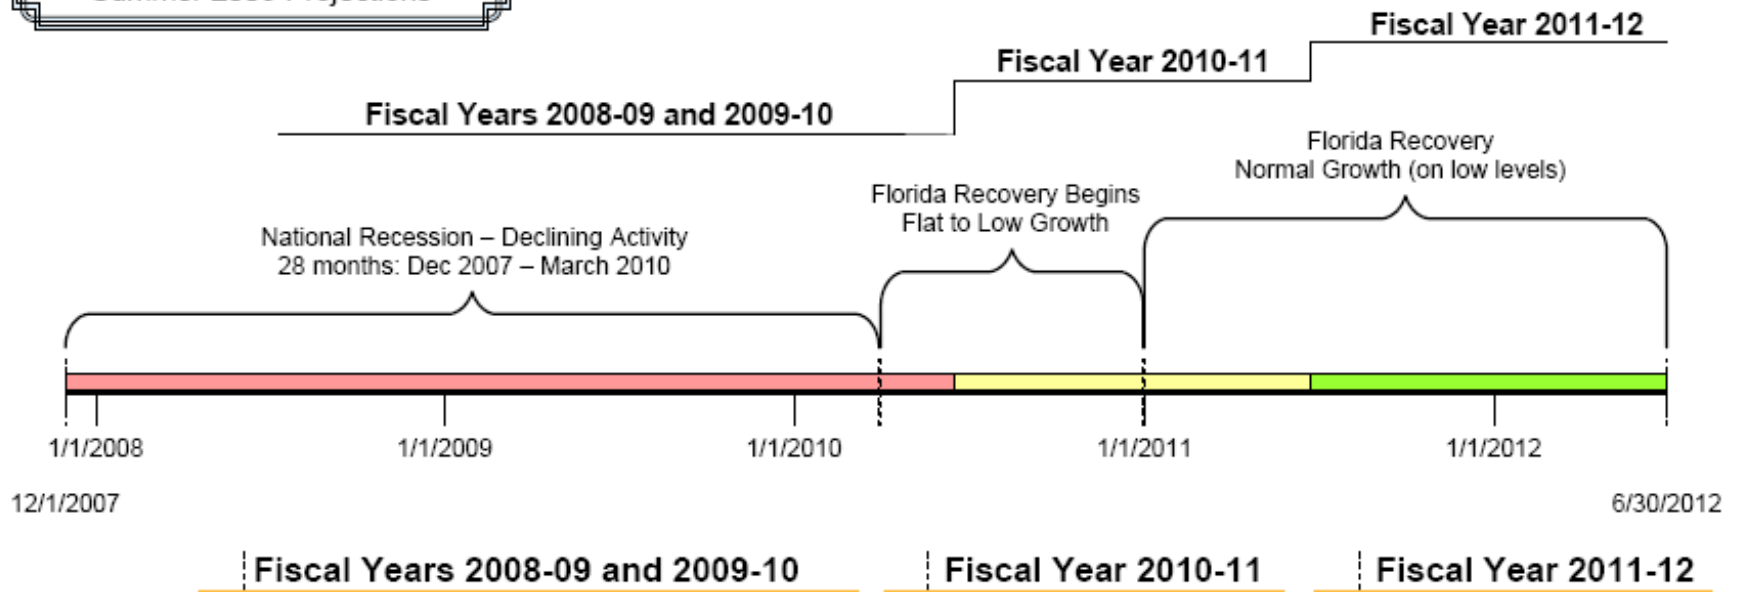 Fiscal Year 2011-12
Fiscal Year 2010-11
Fiscal Years 2008-09 and 2009-10
Florida Recovery
Normal Growth (on low levels)
Florida Recovery Begins
Flat to Low Growth
National Recession – Declining Activity
28 months: Dec 2007 – March 2010
1/1/2008 1/1/2009 1/1/2010 1/1/2011 1/1/2012
12/1/2007 6/30/2012
Fiscal Years 2008-09 and 2009-10 Fiscal Year 2010-11 Fiscal Year 2011-12